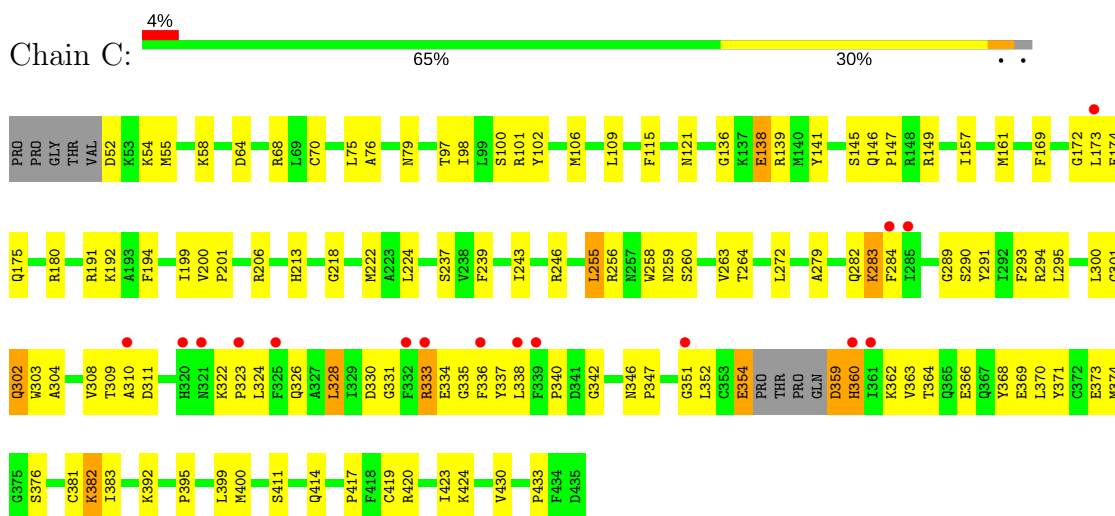 4%
Chain C:
65% 30% • •
PRO PRO GLY THR VAL D52 K53 K54 M55 K58 D64 R68 L69 C70 L75 A76 N79 T97 I98 L99 S100 R101 Y102 M106 L109 F115 N121 G136 K137 E138 R139 M140 Y141 S145 Q146 P147 R148 R149 I157 M161 F169 G172 L173
Q175 R180 R191 K192 A193 F194 I199 V200 P201 R206 H213 G218 M222 A223 L224 S237 V238 F239 I243 R246 L255 R256 N257 W258 N259 S260 V263 T264 L272 A279 Q282 K283 F284 I285 G289 S290 Y291 I292 F293 R294 L295 L300
Q302 W303 A304 V308 T309 A310 D311 H320 N321 K322 P323 L324 F325 Q326 A327 L328 I329 D330 G331 F332 R333 E334 G335 F336 Y337 L338 F339 P340 D341 G342 N346 P347 G351 L352 C353 E354 PRO THR PRO GLN D359 H360 I361 K362 V363 T364 Q365 E366 Q367 Y368 E369 L370 Y371 C372 E373
G375 S376 C381 K382 I383 K392 P395 L399 M400 S411 Q414 P417 F418 C419 R420 I423 K424 V430 P433 F434 D435